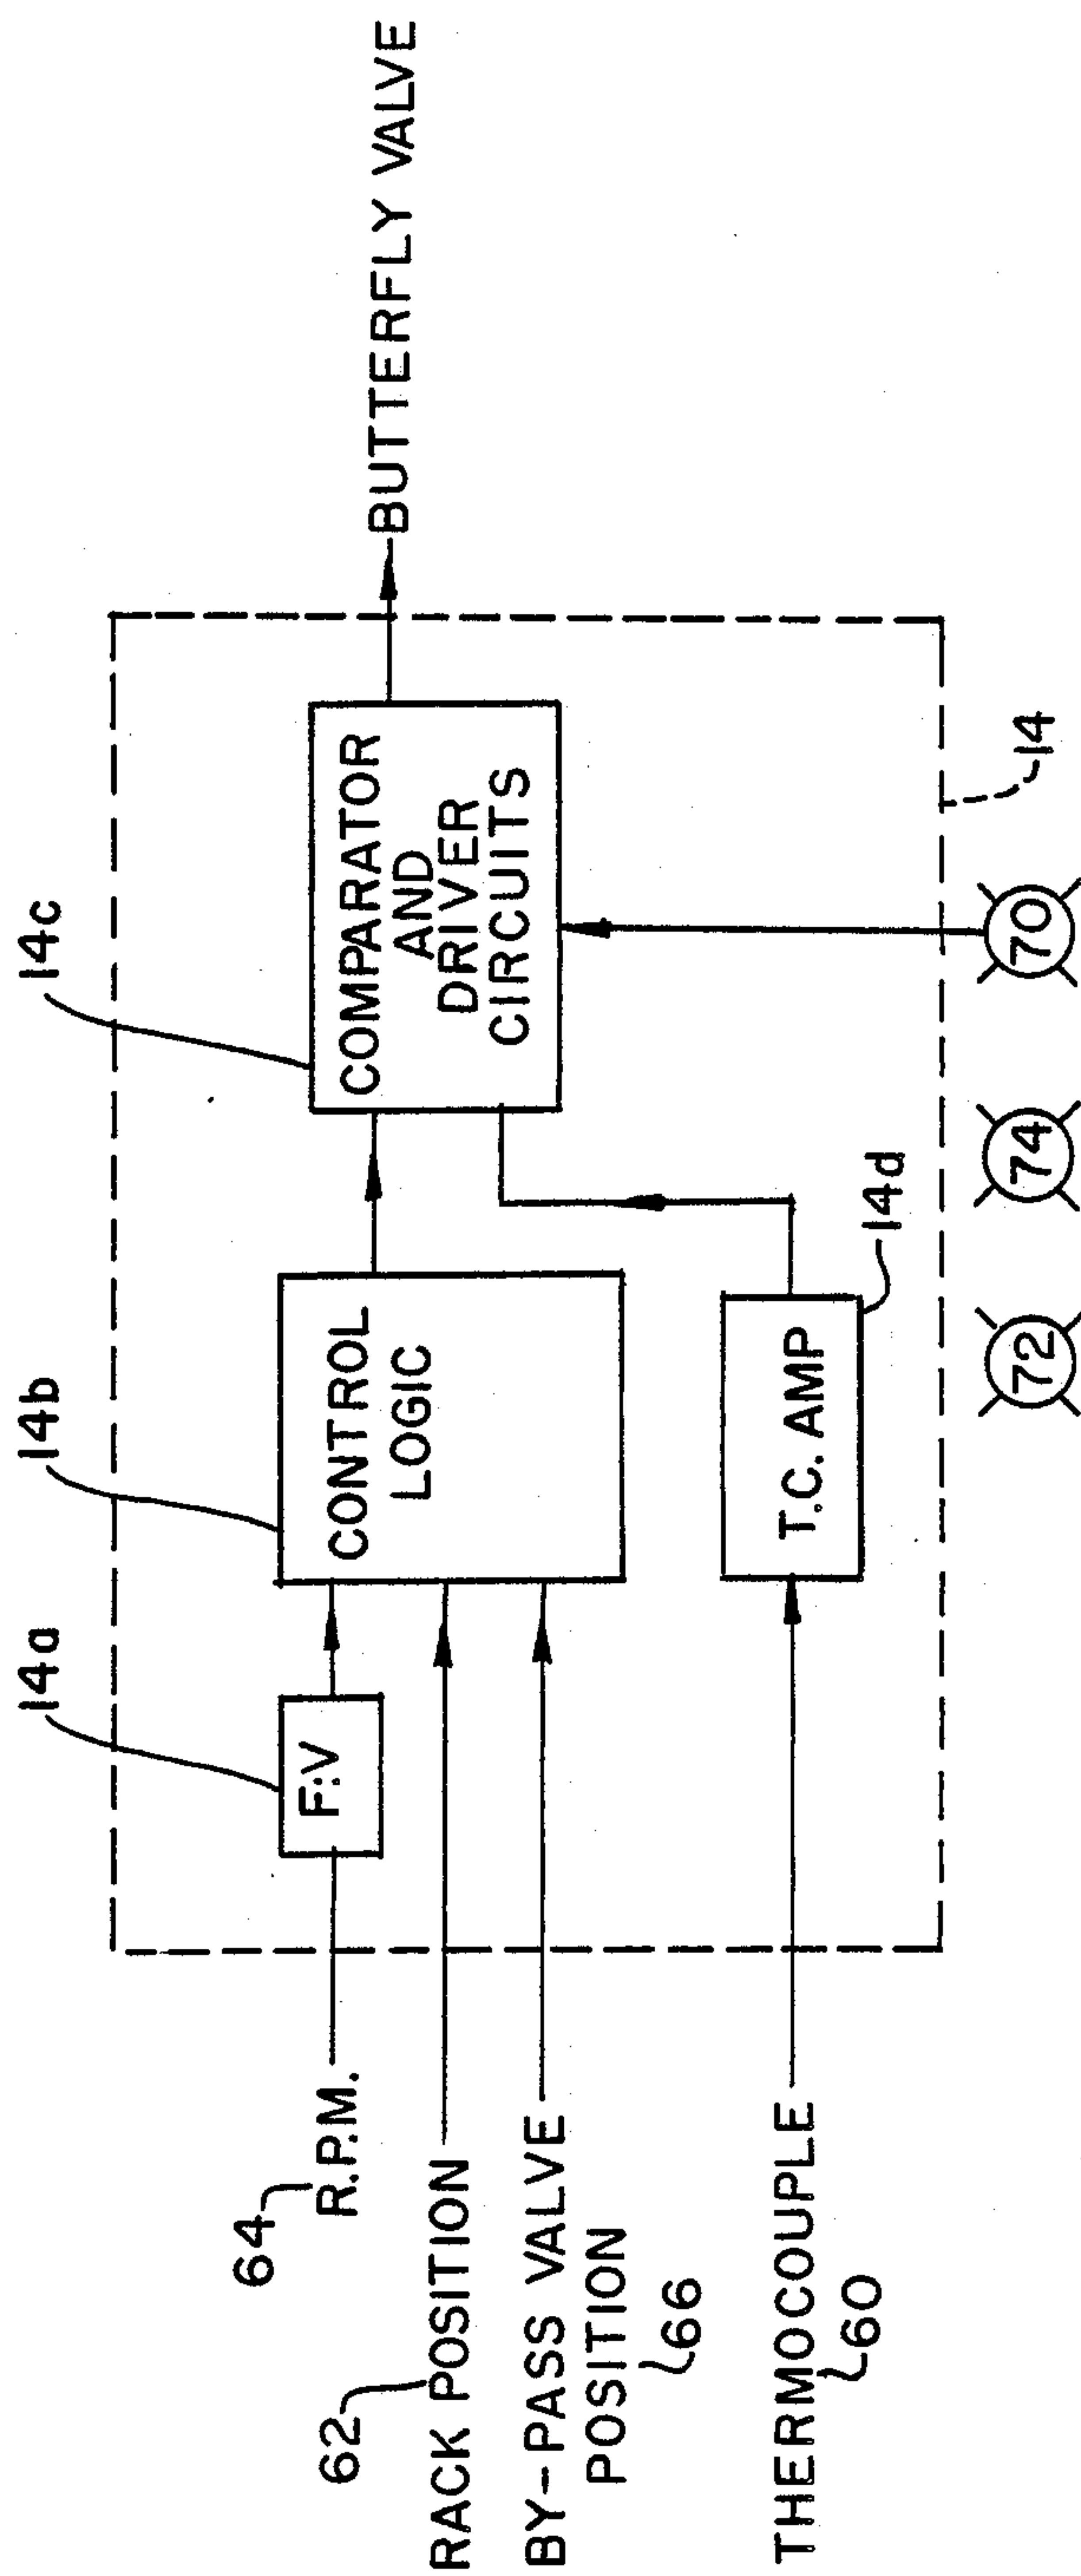 14a
14b
14c
64
R.P.M.
F:V
62
RACK POSITION
CONTROL
LOGIC
COMPARATOR
AND
DRIVER
CIRCUITS
BUTTERFLY VALVE
BY-PASS VALVE
POSITION
66
THERMOCOUPLE
60
T.C. AMP
14d
14
72
74
70